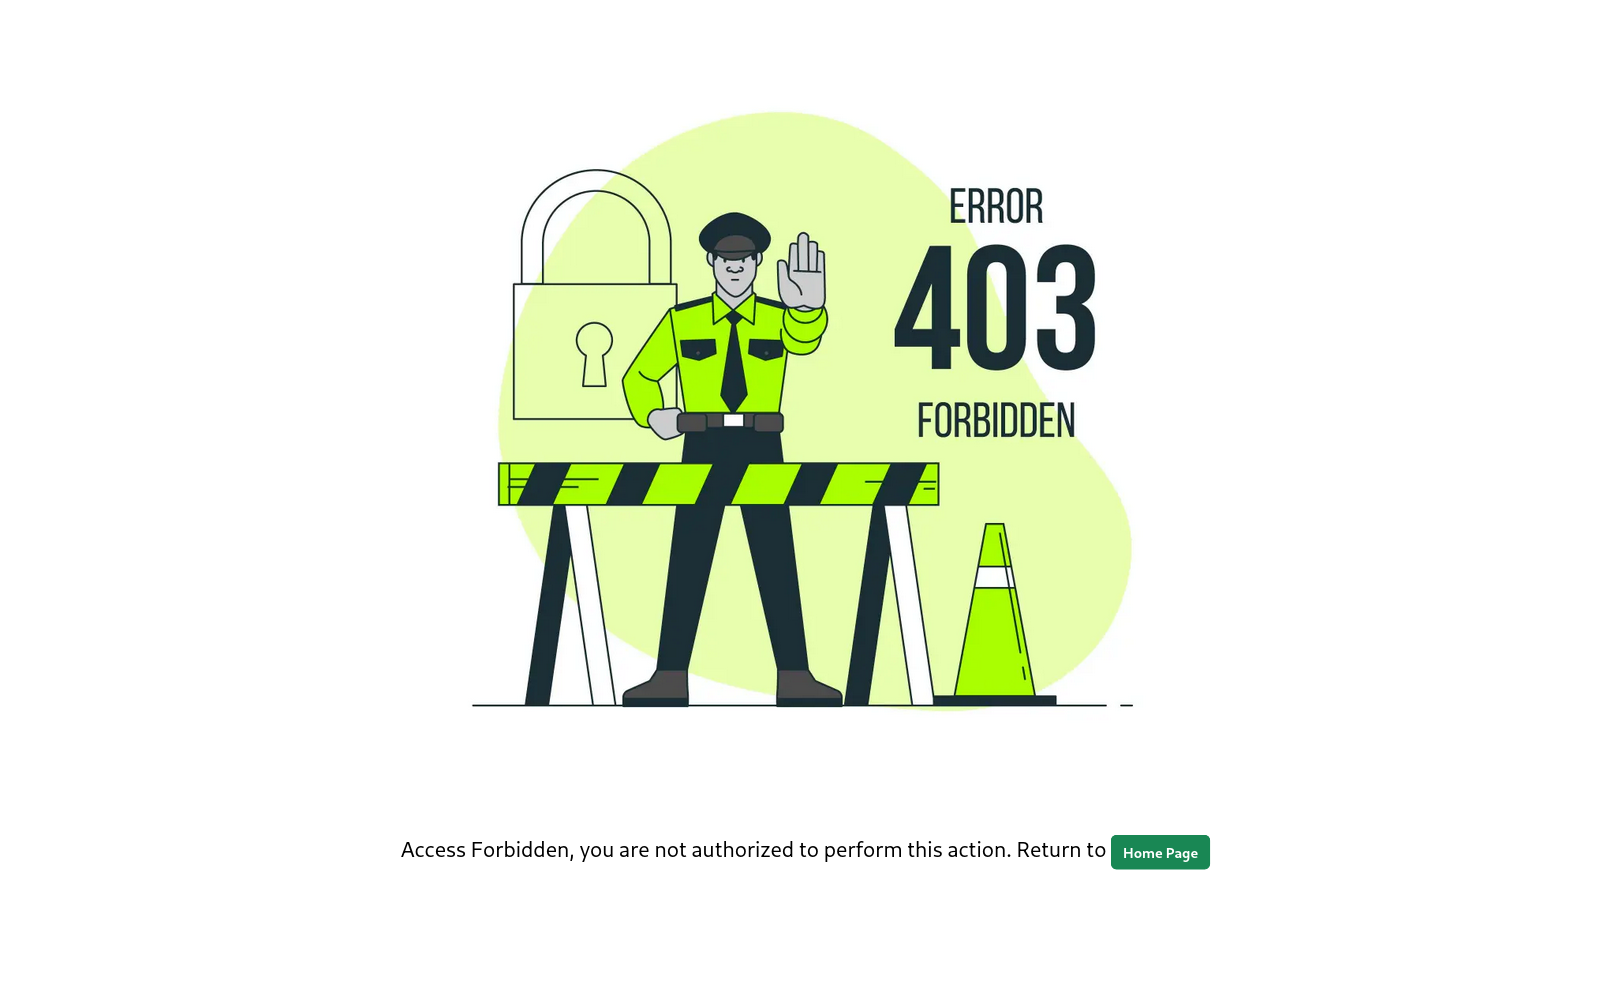 ERROR
403
FORBIDDEN
Access Forbidden, you are not authorized to perform this action. Return to Home Page